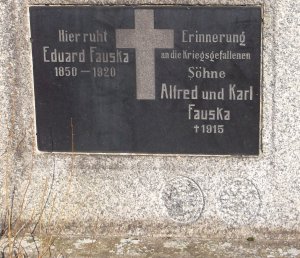 Hier ruht
Eduard Fauska
1850 — 1920
Erinnerung
an die Kriegsgefallenen
Söhne
Alfred und Karl
Fauska
† 1915